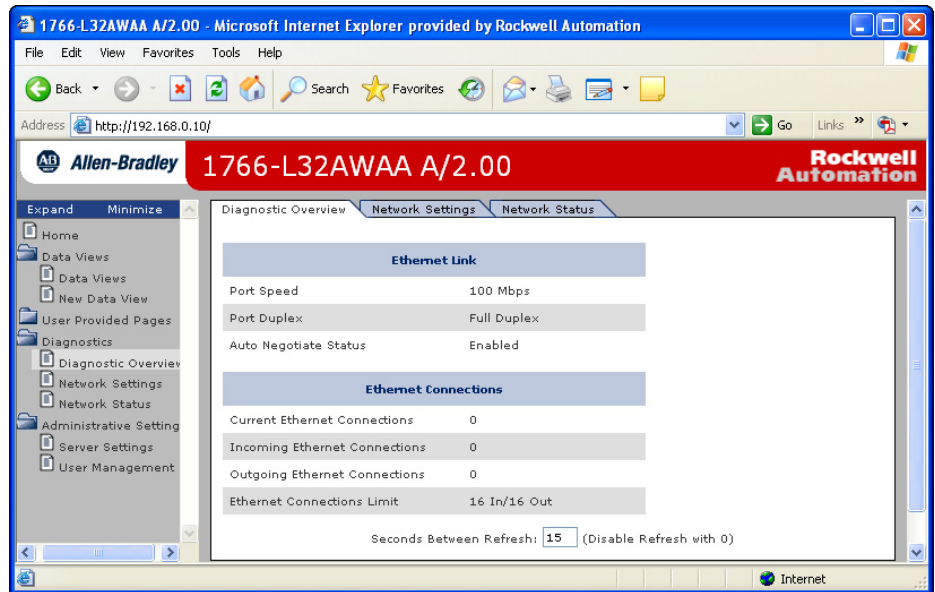 1766-L32AWAA A/2.00 - Microsoft Internet Explorer provided by Rockwell Automation
File Edit View Favorites Tools Help
Back Search Favorites
Address http://192.168.0.10/ Go Links »
AB Allen-Bradley 1766-L32AWAA A/2.00 Rockwell
Automation
Expand Minimize
Home
Data Views
Data Views
New Data View
User Provided Pages
Diagnostics
Diagnostic Overview
Network Settings
Network Status
Administrative Setting
Server Settings
User Management
Diagnostic Overview Network Settings Network Status
Ethernet Link
Port Speed 100 Mbps
Port Duplex Full Duplex
Auto Negotiate Status Enabled
Ethernet Connections
Current Ethernet Connections 0
Incoming Ethernet Connections 0
Outgoing Ethernet Connections 0
Ethernet Connections Limit 16 In/16 Out
Seconds Between Refresh: 15 (Disable Refresh with 0)
Internet